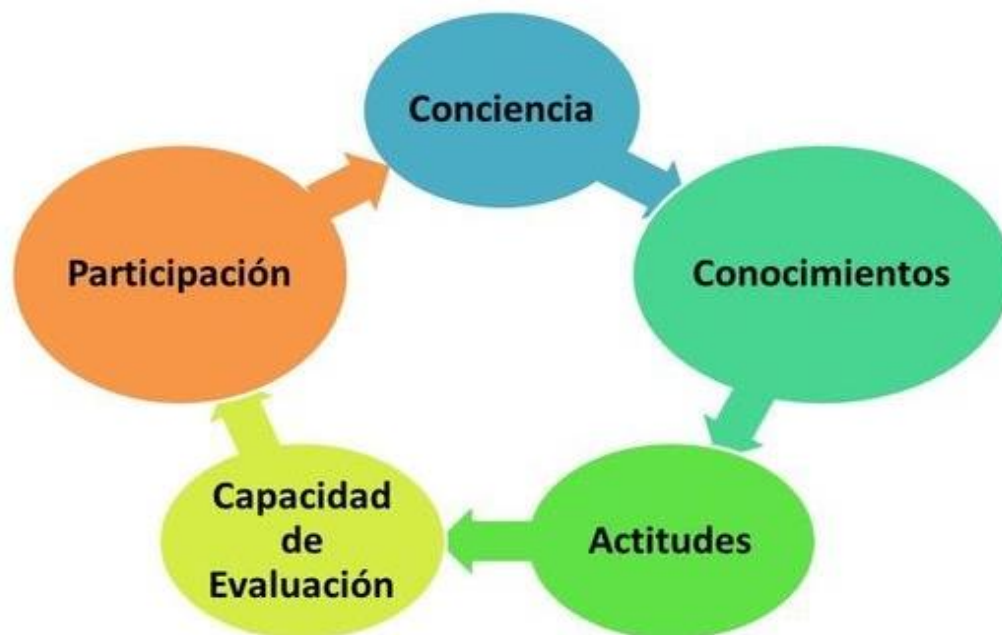 Conciencia
Conocimientos
Actitudes
Capacidad
de
Evaluación
Participación